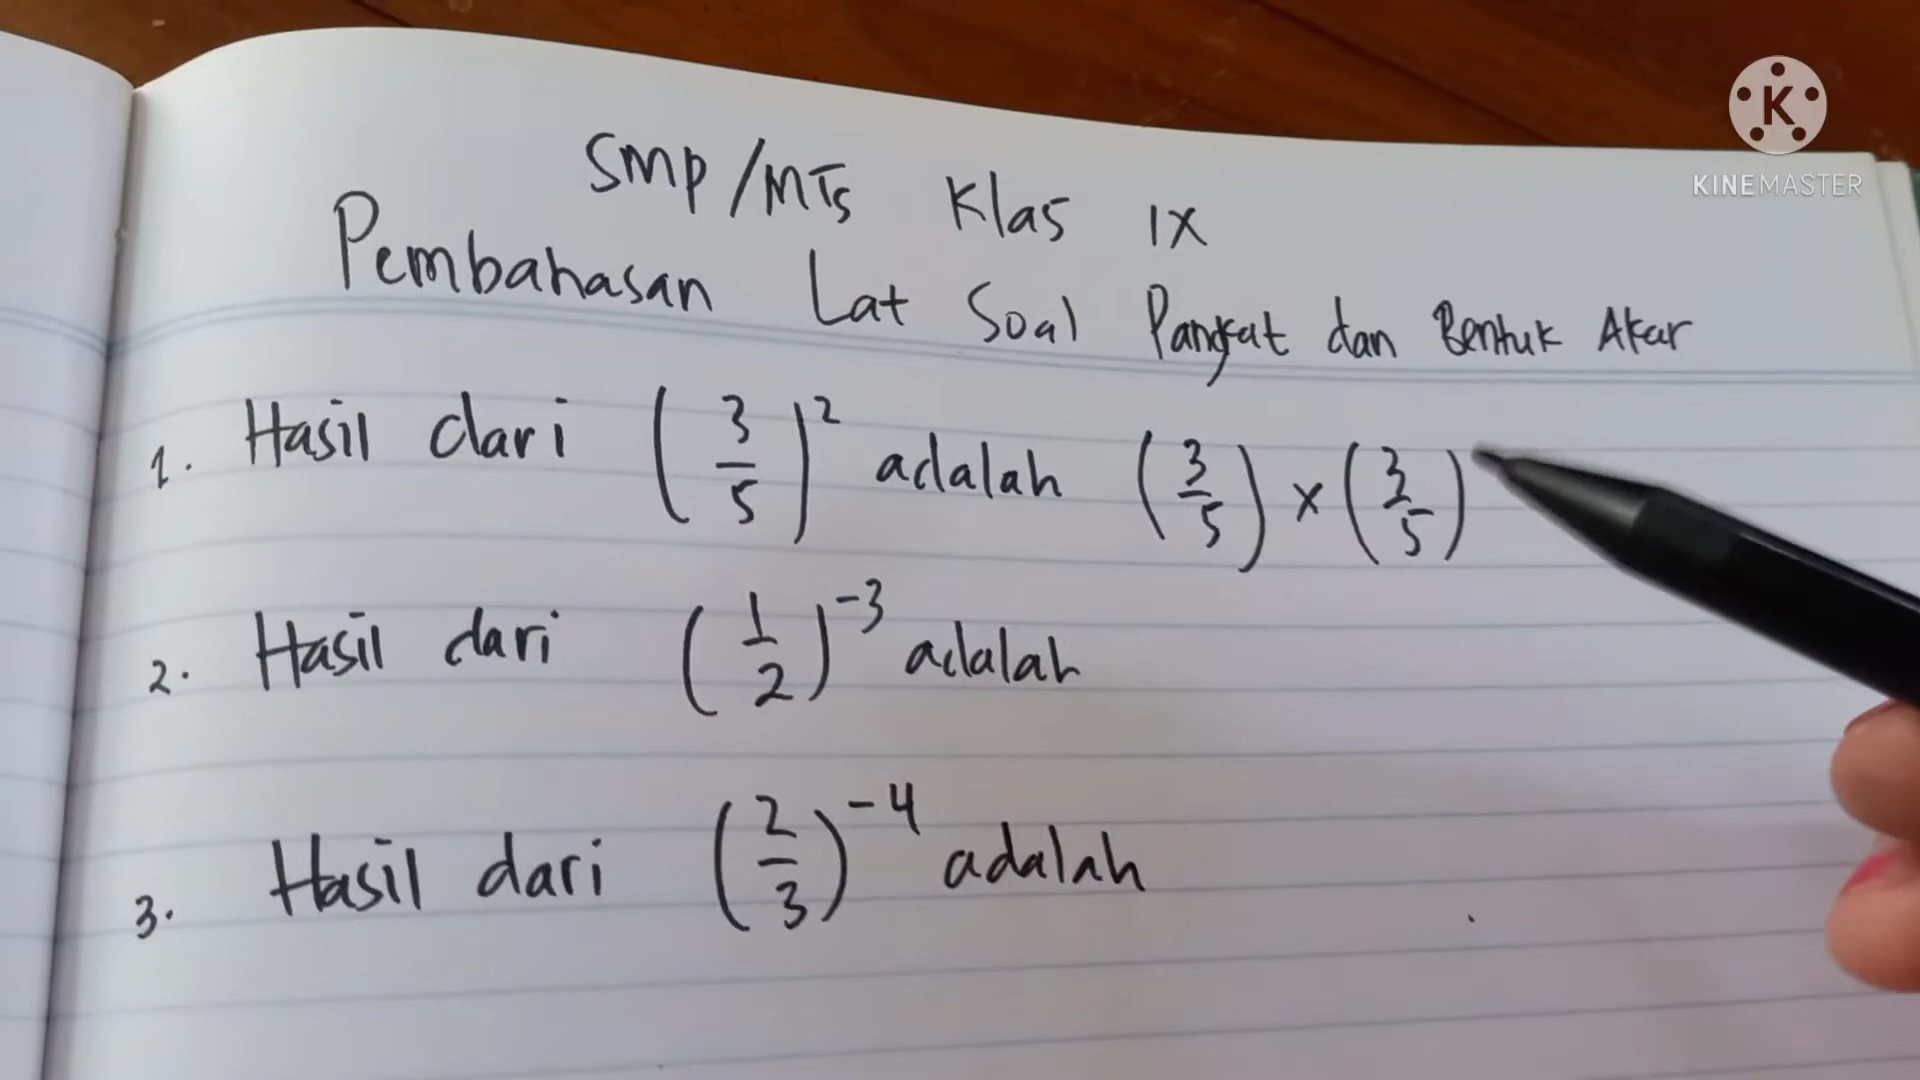 SMP/MTs Klas IX
Pembahasan Lat Soal Pangkat dan Bentuk Akar
1. Hasil dari (3/5)² adalah (3/5) × (3/5)
2. Hasil dari (1/2)⁻³ adalah
3. Hasil dari (2/3)⁻⁴ adalah
K
KINEMASTER